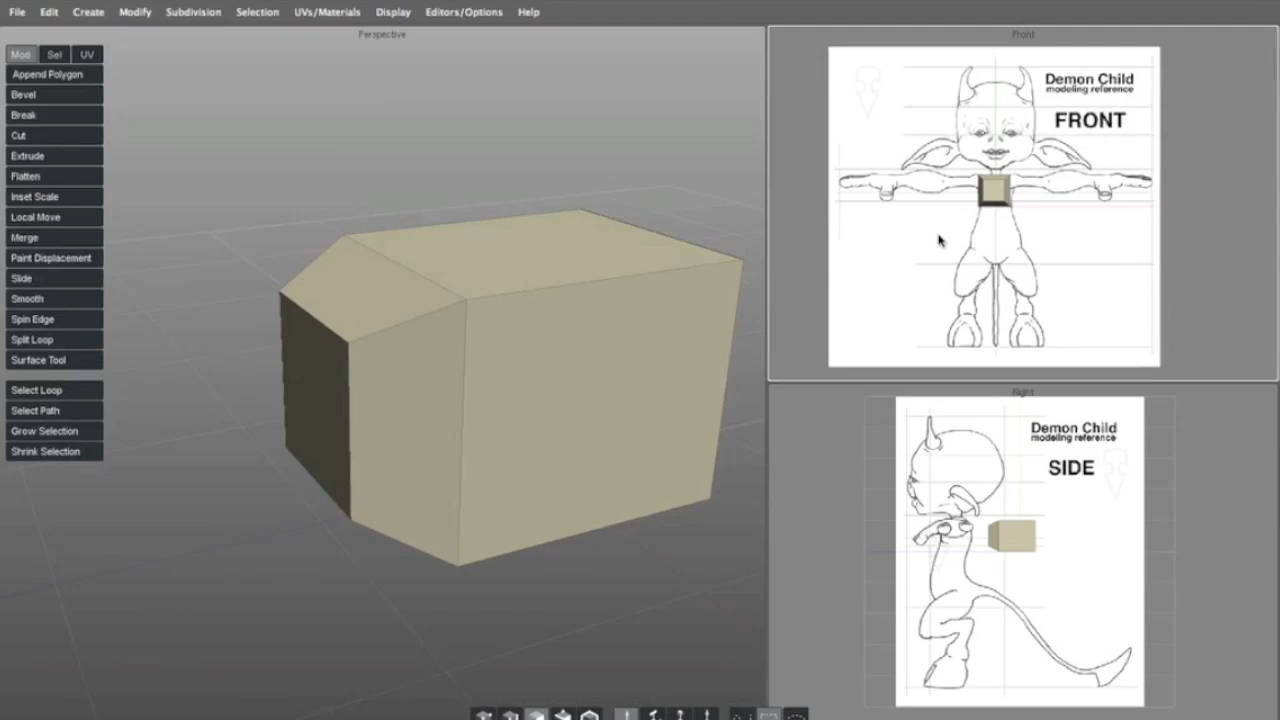 File Edit Create Modify Subdivision Selection UVs/Materials Display Editors/Options Help
Perspective
Mod Sel UV
Append Polygon
Bevel
Break
Cut
Extrude
Flatten
Inset Scale
Local Move
Merge
Paint Displacement
Slide
Smooth
Spin Edge
Split Loop
Surface Tool
Select Loop
Select Path
Grow Selection
Shrink Selection
Front
Demon Child
modeling reference
FRONT
Right
Demon Child
modeling reference
SIDE